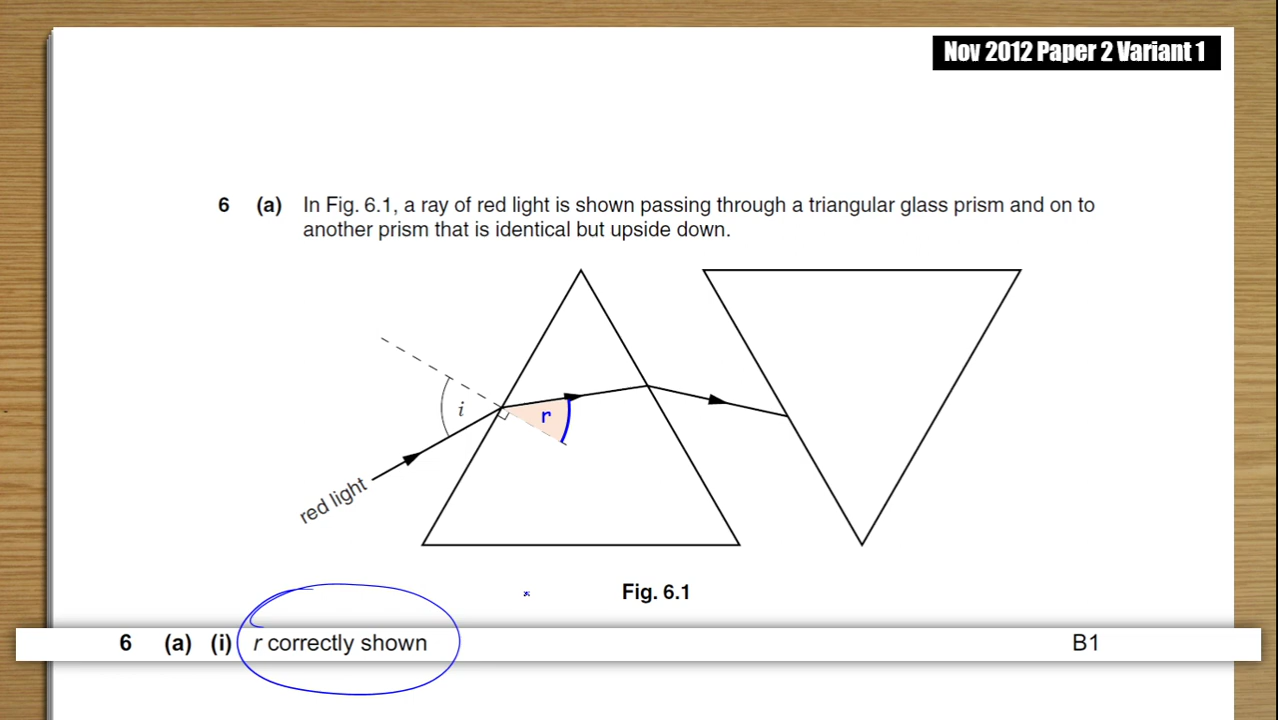 Nov 2012 Paper 2 Variant 1
6 (a) In Fig. 6.1, a ray of red light is shown passing through a triangular glass prism and on to
another prism that is identical but upside down.
i
r
red light
Fig. 6.1
6 (a) (i) r correctly shown B1